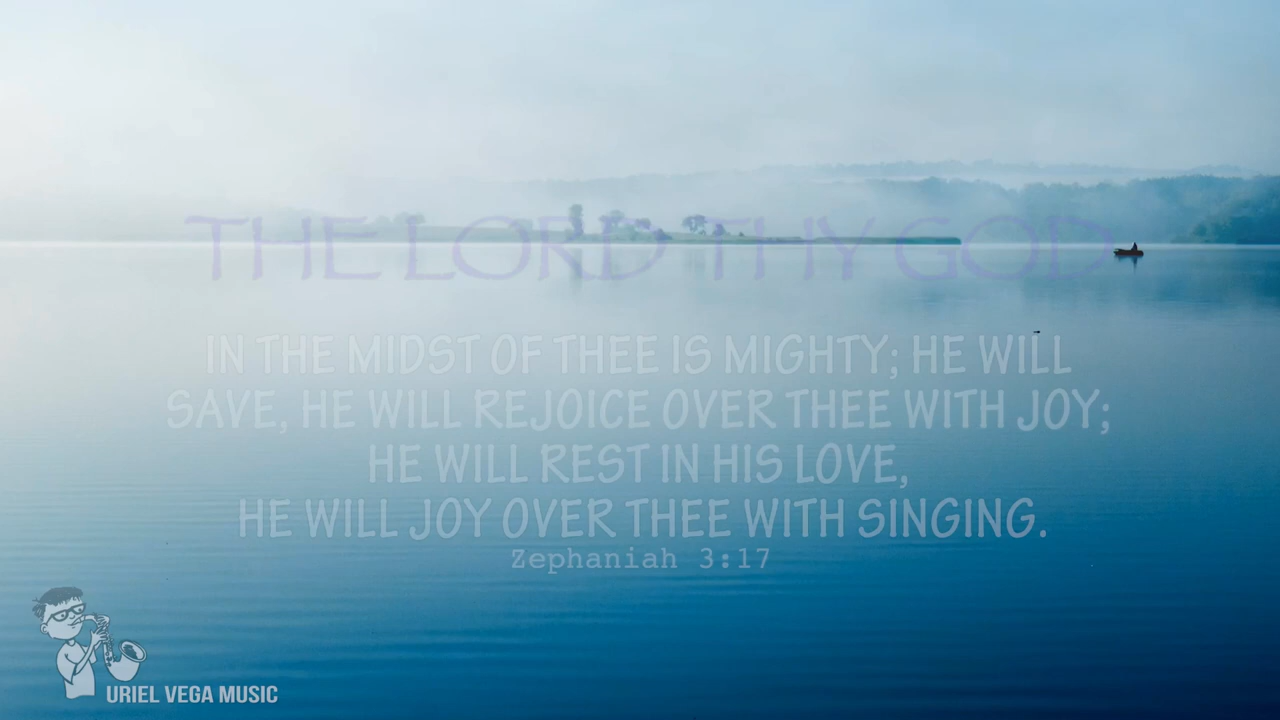 THE LORD THY GOD
IN THE MIDST OF THEE IS MIGHTY; HE WILL
SAVE, HE WILL REJOICE OVER THEE WITH JOY;
HE WILL REST IN HIS LOVE,
HE WILL JOY OVER THEE WITH SINGING.
Zephaniah 3:17
URIEL VEGA MUSIC